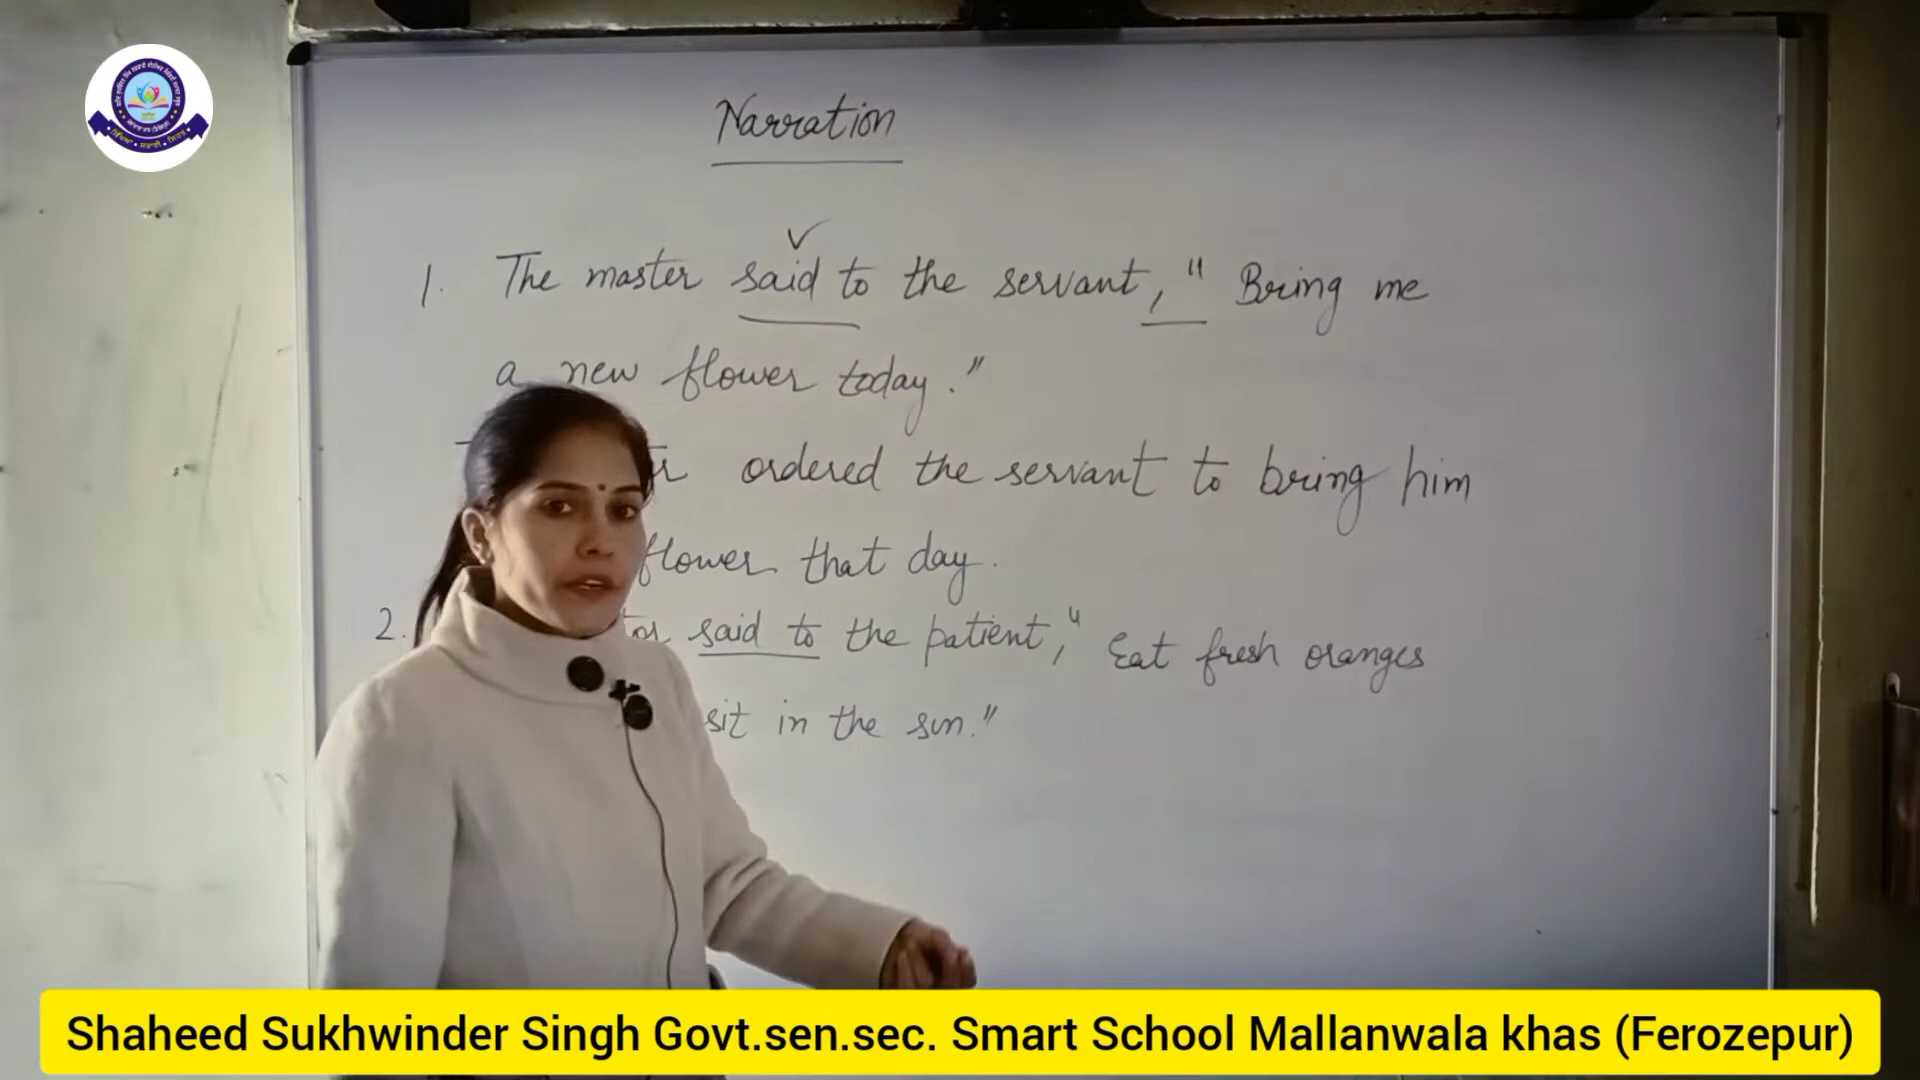 Narration
1. The master said to the servant," Bring me
a new flower today."
ordered the servant to bring him
flower that day.
2. said to the patient," Eat fresh oranges
sit in the sun."
Shaheed Sukhwinder Singh Govt.sen.sec. Smart School Mallanwala khas (Ferozepur)